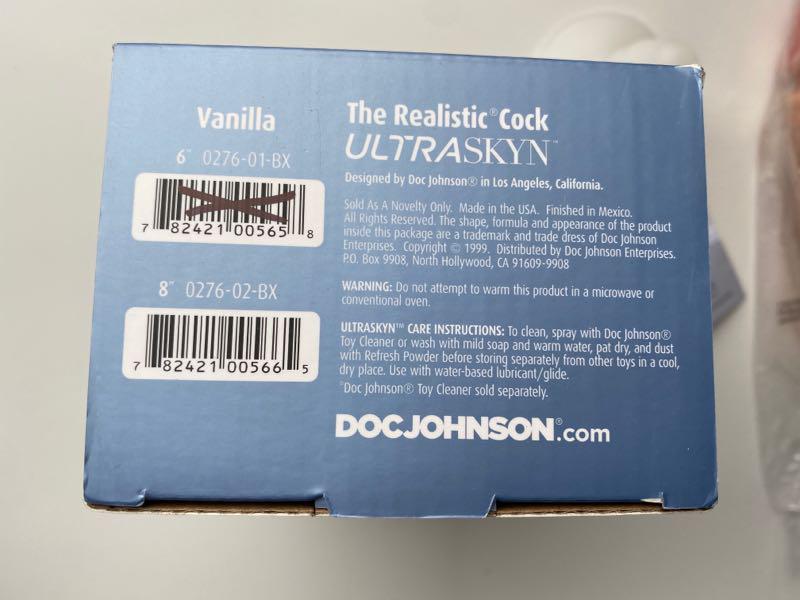 Vanilla
6" 0276-01-BX
7 82421 00565 8
8" 0276-02-BX
7 82421 00566 5
The Realistic® Cock
ULTRASKYN™
Designed by Doc Johnson® in Los Angeles, California.
Sold As A Novelty Only. Made in the USA. Finished in Mexico.
All Rights Reserved. The shape, formula and appearance of the product
inside this package are a trademark and trade dress of Doc Johnson
Enterprises. Copyright © 1999. Distributed by Doc Johnson Enterprises.
P.O. Box 9908, North Hollywood, CA 91609-9908
WARNING: Do not attempt to warm this product in a microwave or
conventional oven.
ULTRASKYN™ CARE INSTRUCTIONS: To clean, spray with Doc Johnson®
Toy Cleaner or wash with mild soap and warm water, pat dry, and dust
with Refresh Powder before storing separately from other toys in a cool,
dry place. Use with water-based lubricant/glide.
*Doc Johnson® Toy Cleaner sold separately.
DOCJOHNSON®.com